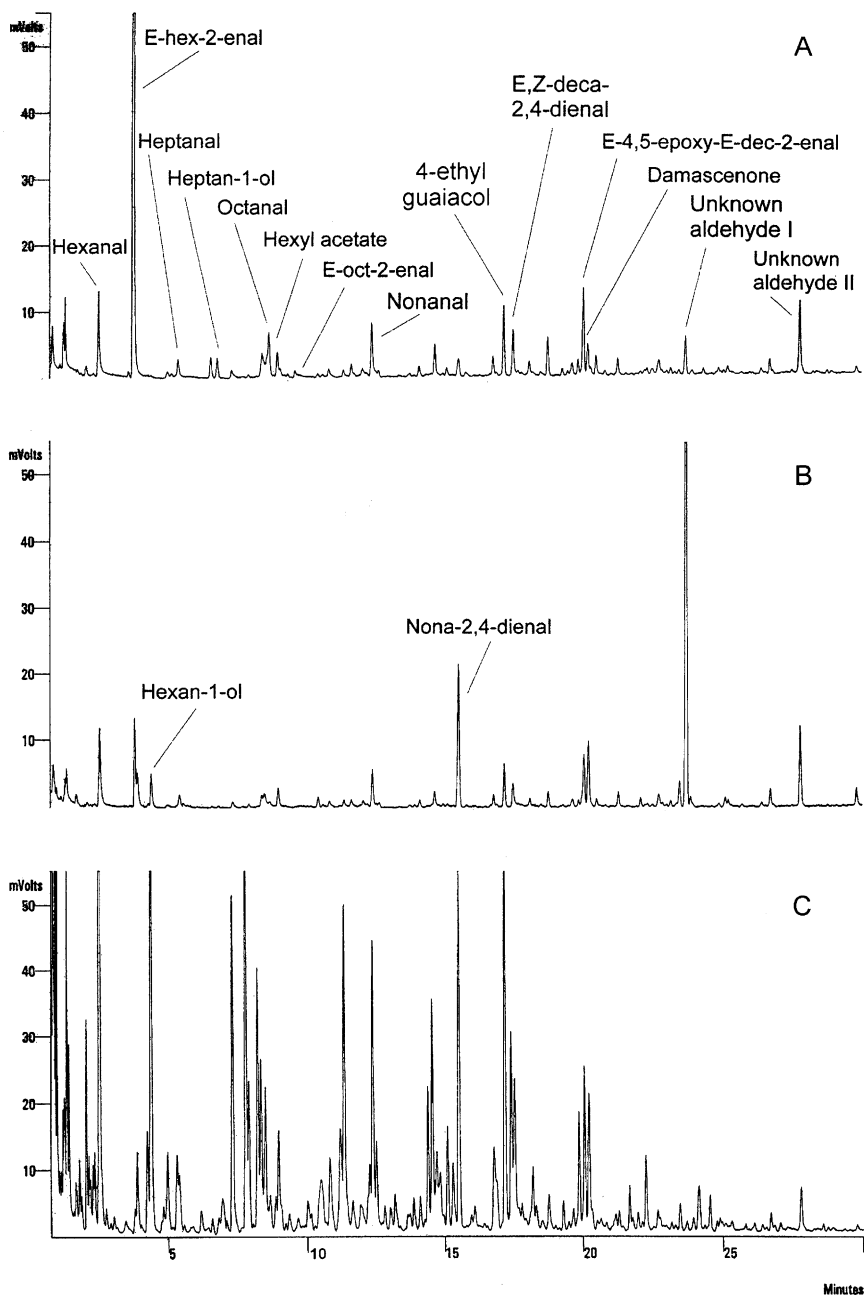 mVolts
50
40
30
20
10
A
E-hex-2-enal
Heptanal
Heptan-1-ol
Octanal
Hexanal
Hexyl acetate
E-oct-2-enal
Nonanal
4-ethyl
guaiacol
E,Z-deca-
2,4-dienal
E-4,5-epoxy-E-dec-2-enal
Damascenone
Unknown
aldehyde I
Unknown
aldehyde II
mVolts
50
40
30
20
10
B
Hexan-1-ol
Nona-2,4-dienal
mVolts
50
40
30
20
10
C
5 10 15 20 25
Minutes